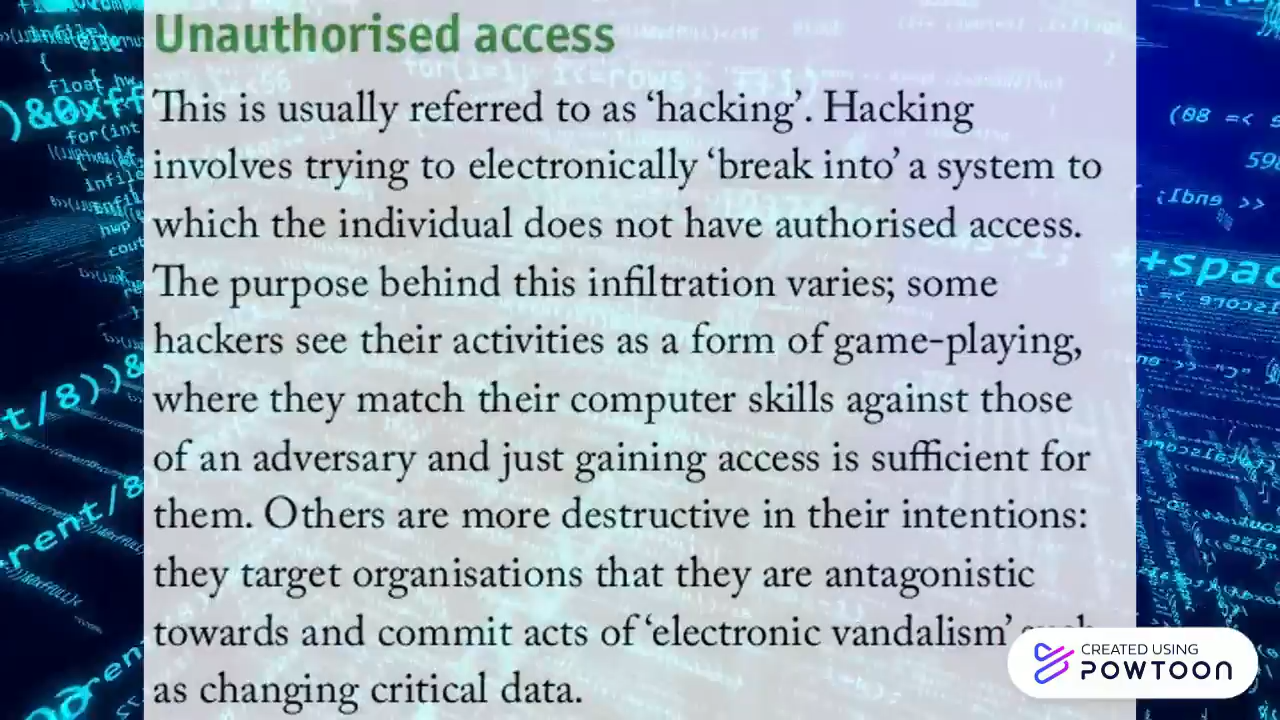 Unauthorised access
This is usually referred to as ‘hacking’. Hacking
involves trying to electronically ‘break into’ a system to
which the individual does not have authorised access.
The purpose behind this infiltration varies; some
hackers see their activities as a form of game-playing,
where they match their computer skills against those
of an adversary and just gaining access is sufficient for
them. Others are more destructive in their intentions:
they target organisations that they are antagonistic
towards and commit acts of ‘electronic vandalism’
as changing critical data.
CREATED USING
POWTOON